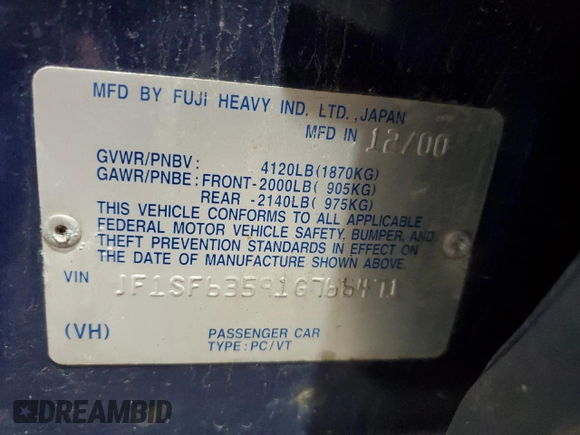 MFD BY FUJI HEAVY IND. LTD., JAPAN
MFD IN 12/00
GVWR/PNBV: 4120LB(1870KG)
GAWR/PNBE: FRONT-2000LB( 905KG)
REAR -2140LB( 975KG)
THIS VEHICLE CONFORMS TO ALL APPLICABLE
FEDERAL MOTOR VEHICLE SAFETY, BUMPER, AND
THEFT PREVENTION STANDARDS IN EFFECT ON
THE DATE OF MANUFACTURE SHOWN ABOVE.
VIN
(VH) PASSENGER CAR
TYPE: PC/VT
DREAMBID